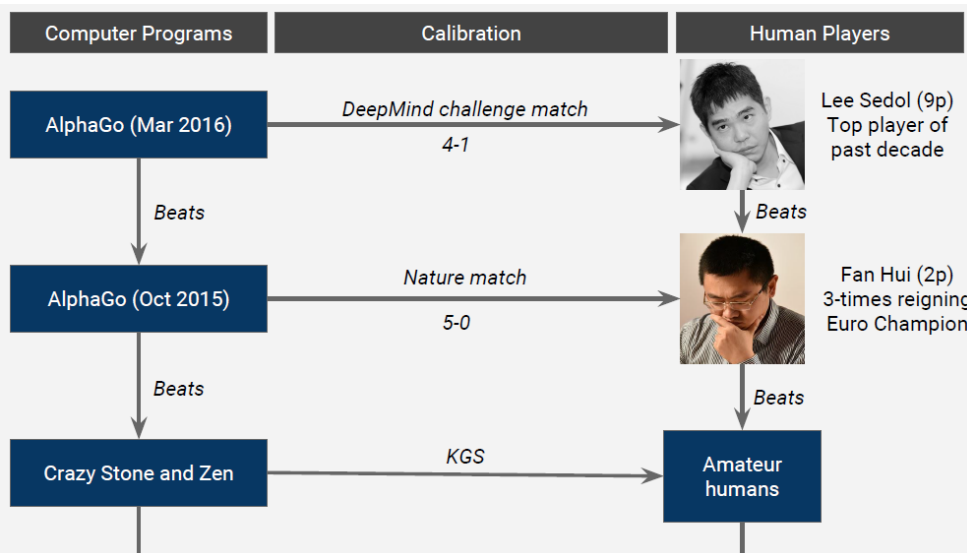 Computer Programs
Calibration
Human Players
AlphaGo (Mar 2016)
DeepMind challenge match
4-1
Lee Sedol (9p)
Top player of
past decade
Beats
Beats
AlphaGo (Oct 2015)
Nature match
5-0
Fan Hui (2p)
3-times reigning
Euro Champion
Beats
Beats
Crazy Stone and Zen
KGS
Amateur
humans